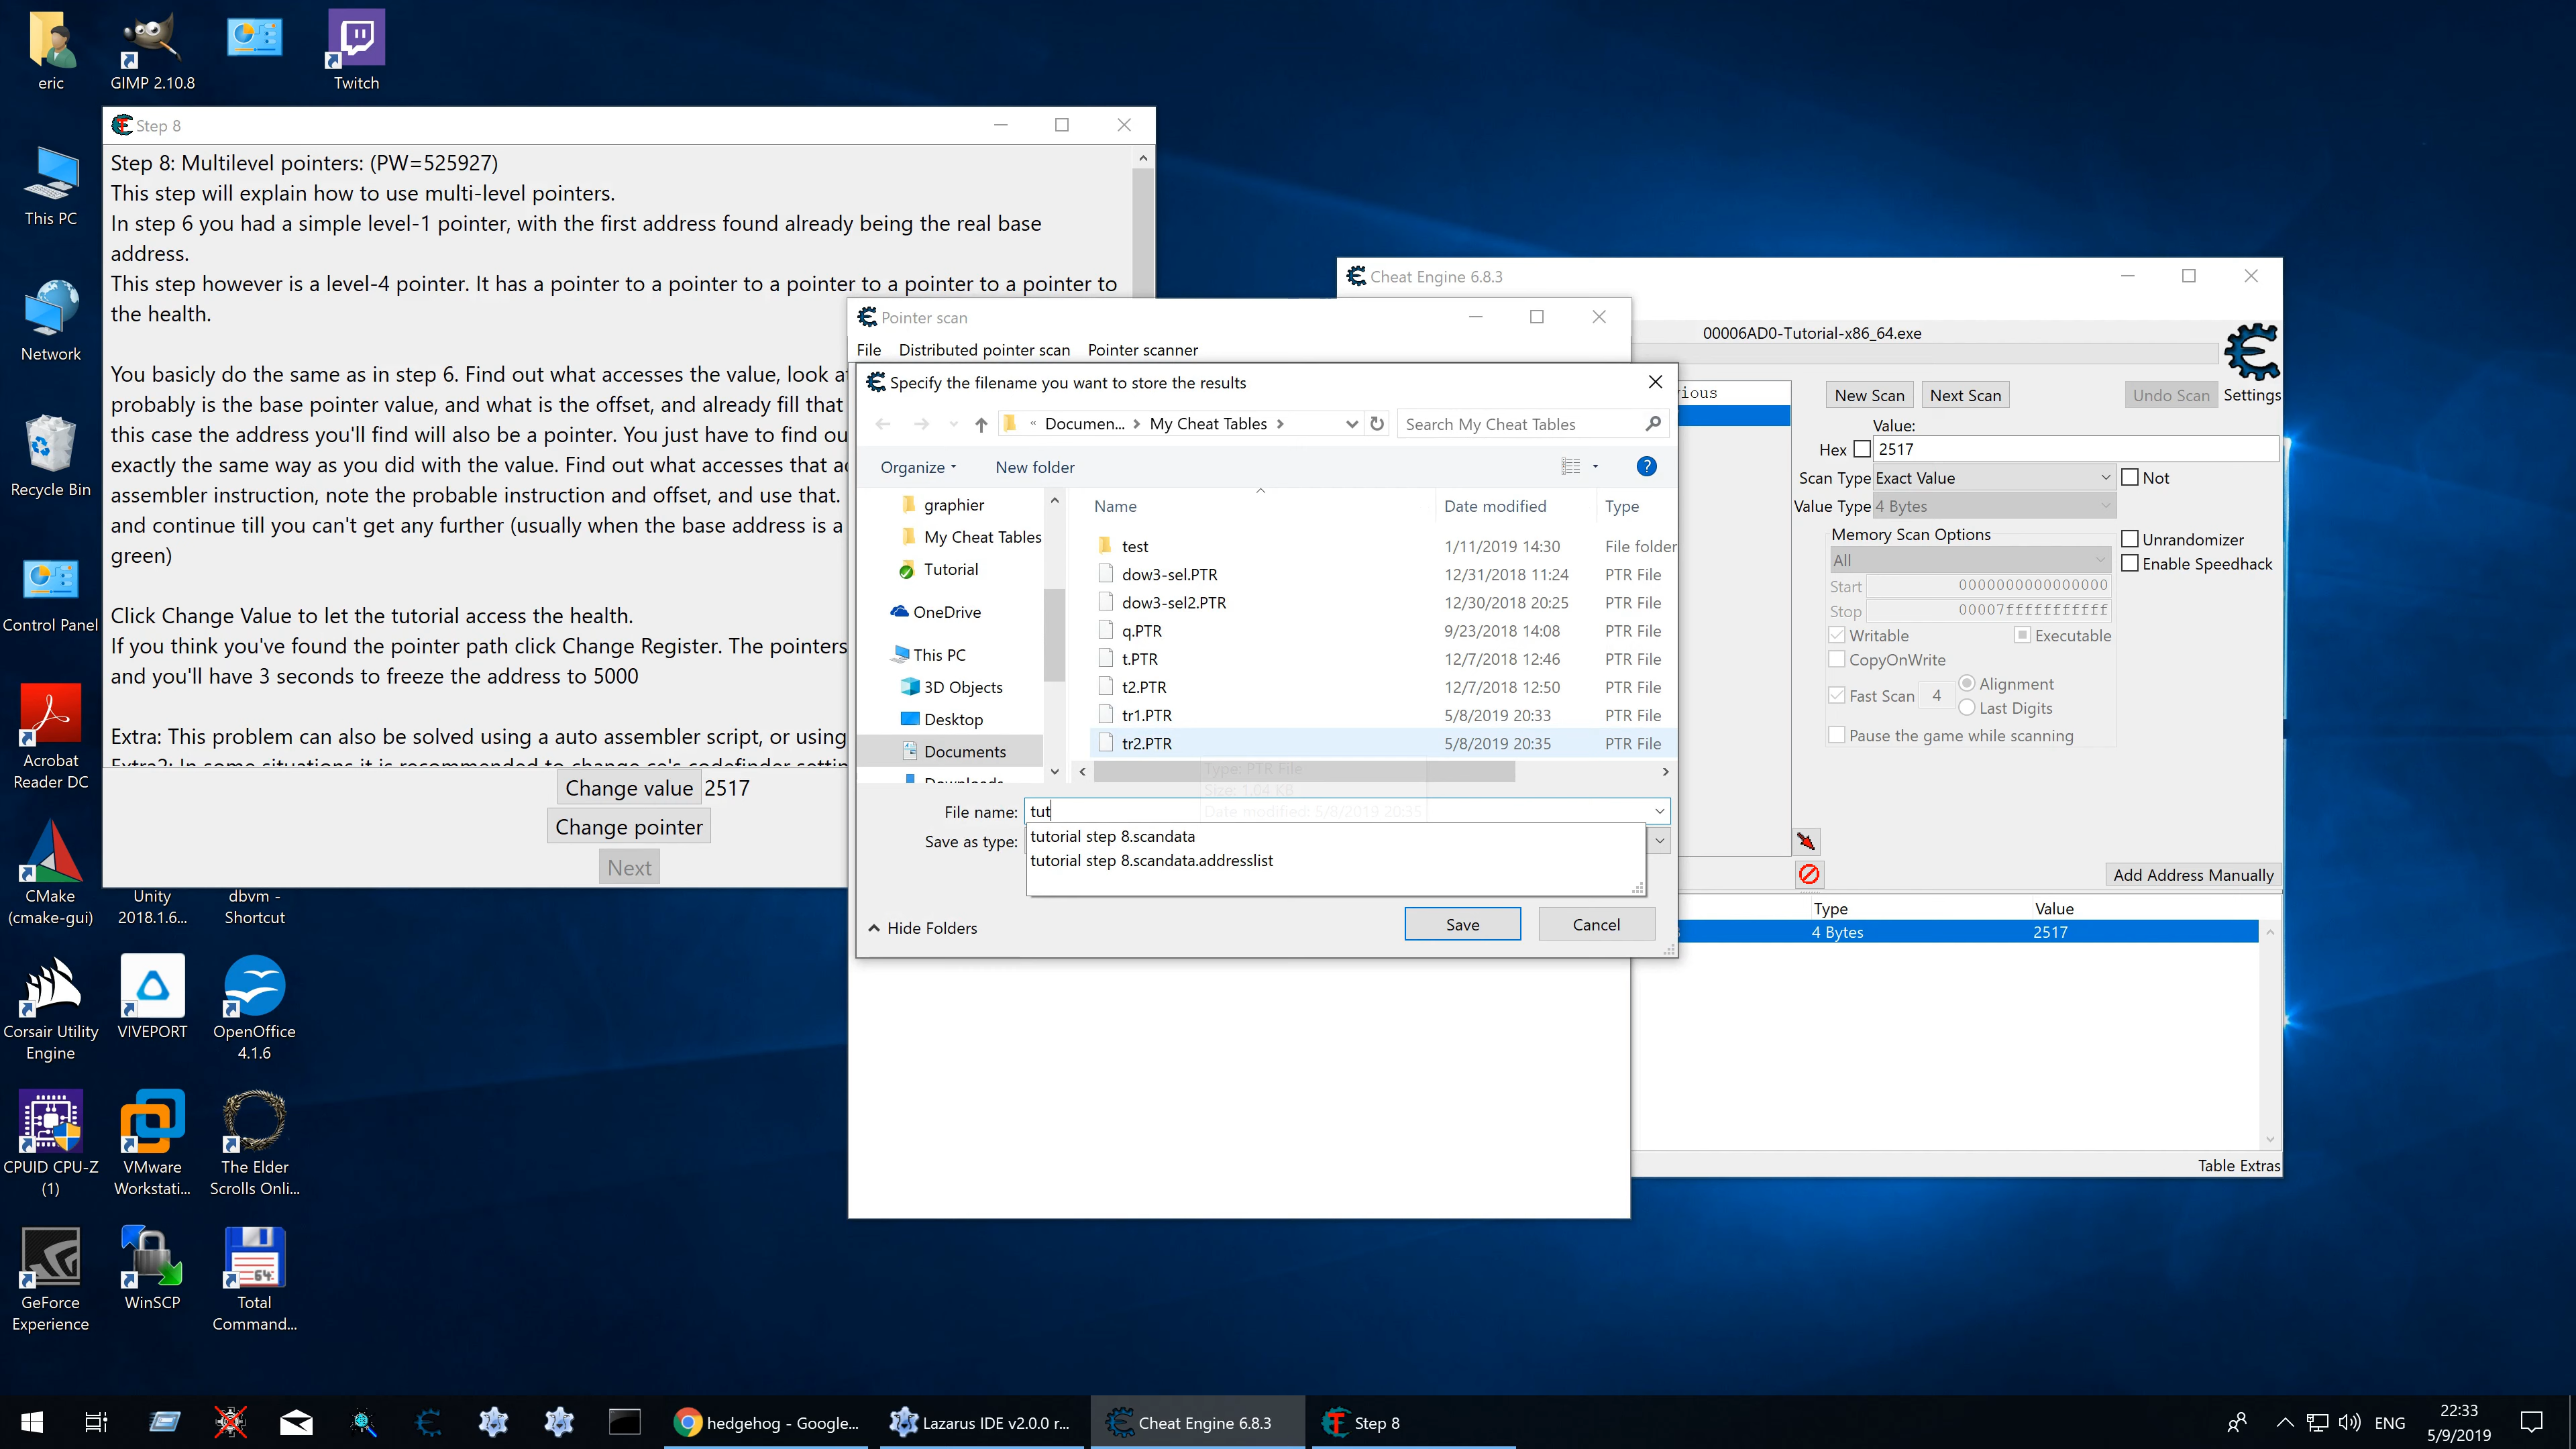 eric
GIMP 2.10.8
Twitch
This PC
Network
Recycle Bin
Control Panel
Acrobat
Reader DC
CMake
(cmake-gui)
Unity
2018.1.6...
dbvm -
Shortcut
Corsair Utility
Engine
VIVEPORT
OpenOffice
4.1.6
CPUID CPU-Z
(1)
VMware
Workstati...
The Elder
Scrolls Onli...
GeForce
Experience
WinSCP
64:
Total
Command...
Step 8
Step 8: Multilevel pointers: (PW=525927)
This step will explain how to use multi-level pointers.
In step 6 you had a simple level-1 pointer, with the first address found already being the real base
address.
This step however is a level-4 pointer. It has a pointer to a pointer to a pointer to a pointer to a pointer to
the health.
You basicly do the same as in step 6. Find out what accesses the value, look at
probably is the base pointer value, and what is the offset, and already fill that
this case the address you'll find will also be a pointer. You just have to find ou
exactly the same way as you did with the value. Find out what accesses that ad
assembler instruction, note the probable instruction and offset, and use that.
and continue till you can't get any further (usually when the base address is a
green)
Click Change Value to let the tutorial access the health.
If you think you've found the pointer path click Change Register. The pointers
and you'll have 3 seconds to freeze the address to 5000
Extra: This problem can also be solved using a auto assembler script, or using
Extra2: In some situations it is recommended to change ce's codefinder settin
Change value 2517
Change pointer
Next
Pointer scan
File Distributed pointer scan Pointer scanner
Specify the filename you want to store the results
« Documen... > My Cheat Tables >
Search My Cheat Tables
Organize
New folder
graphier
My Cheat Tables
Tutorial
OneDrive
This PC
3D Objects
Desktop
Documents
Downloads
Name Date modified Type
test 1/11/2019 14:30 File folder
dow3-sel.PTR 12/31/2018 11:24 PTR File
dow3-sel2.PTR 12/30/2018 20:25 PTR File
q.PTR 9/23/2018 14:08 PTR File
t.PTR 12/7/2018 12:46 PTR File
t2.PTR 12/7/2018 12:50 PTR File
tr1.PTR 5/8/2019 20:33 PTR File
tr2.PTR 5/8/2019 20:35 PTR File
Type: PTR File
Size: 1.04 KB
Date modified: 5/8/2019 20:35
File name: tut
Save as type:
tutorial step 8.scandata
tutorial step 8.scandata.addresslist
Hide Folders
Save
Cancel
Cheat Engine 6.8.3
00006AD0-Tutorial-x86_64.exe
ious
New Scan
Next Scan
Undo Scan
Settings
Value:
Hex 2517
Scan Type Exact Value
Not
Value Type 4 Bytes
Memory Scan Options
All
Start 0000000000000000
Stop 00007fffffffffff
Writable
Executable
CopyOnWrite
Fast Scan 4
Alignment
Last Digits
Pause the game while scanning
Unrandomizer
Enable Speedhack
Add Address Manually
Type Value
4 Bytes 2517
Table Extras
hedgehog - Google...
Lazarus IDE v2.0.0 r...
Cheat Engine 6.8.3
Step 8
ENG
22:33
5/9/2019